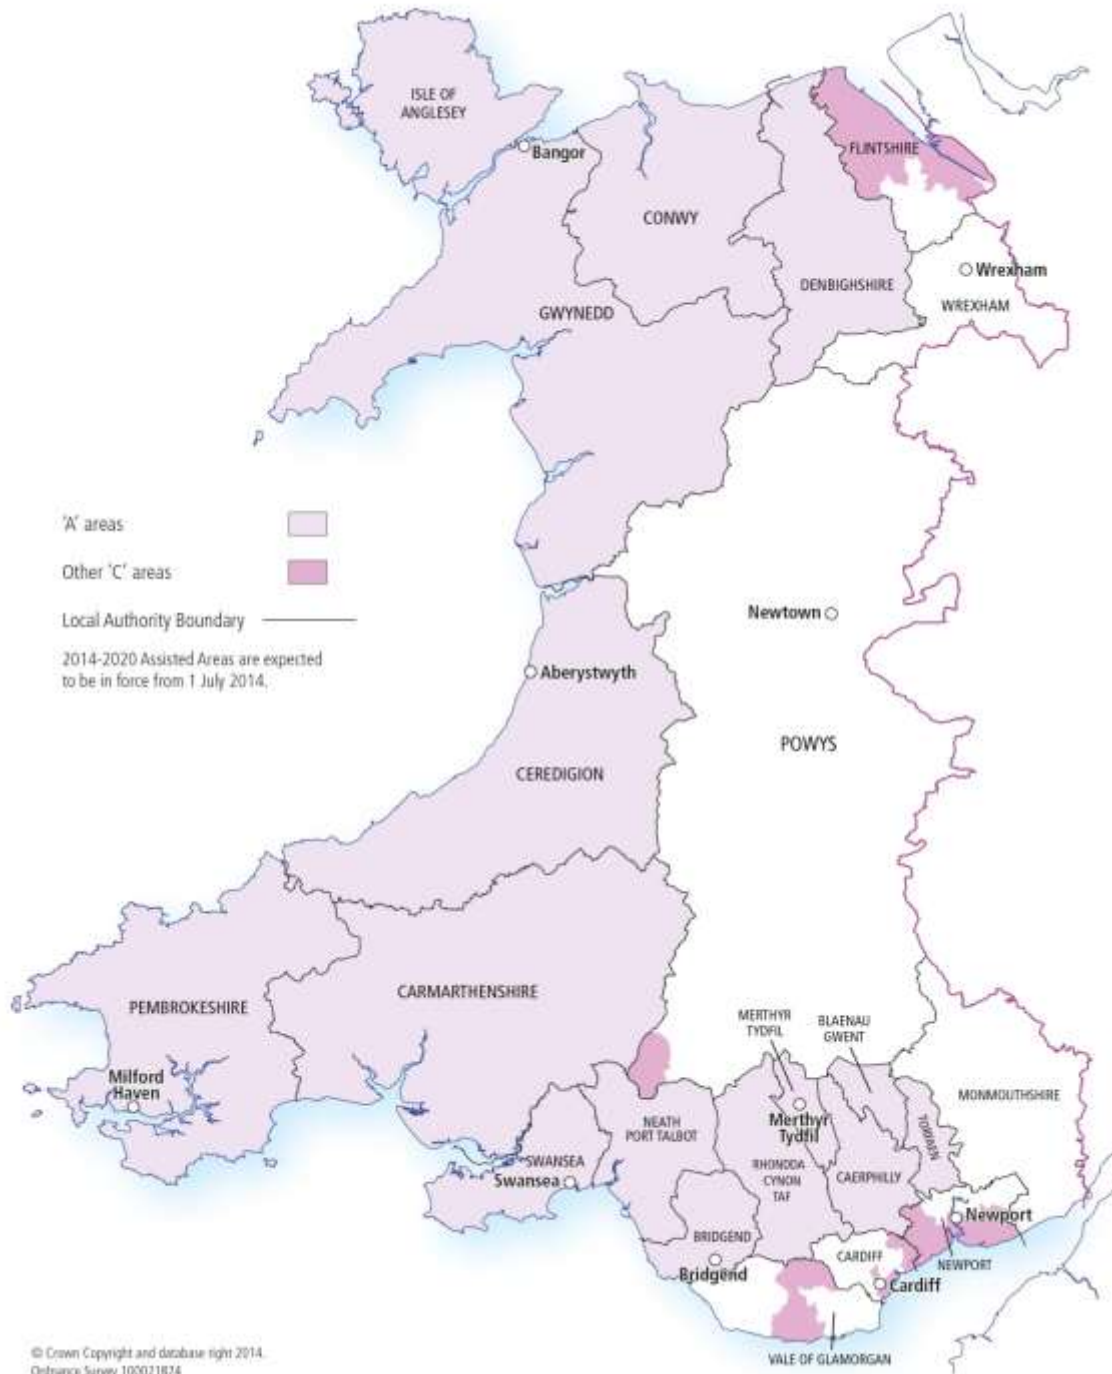 ISLE OF
ANGLESEY
Bangor
FLINTSHIRE
CONWY
Wrexham
DENBIGHSHIRE
WREXHAM
GWYNEDD
'A' areas
Other 'C' areas
Local Authority Boundary
2014-2020 Assisted Areas are expected
to be in force from 1 July 2014.
Newtown
Aberystwyth
POWYS
CEREDIGION
CARMARTHENSHIRE
PEMBROKESHIRE
MERTHYR
TYDFIL
BLAENAU
GWENT
Milford
Haven
MONMOUTHSHIRE
Merthyr
Tydfil
NEATH
PORT TALBOT
TORFAEN
SWANSEA
Swansea
RHONDDA
CYNON
TAF
CAERPHILLY
Newport
BRIDGEND
CARDIFF
NEWPORT
Bridgend
Cardiff
VALE OF GLAMORGAN
© Crown Copyright and database right 2014.
Ordnance Survey 100021874